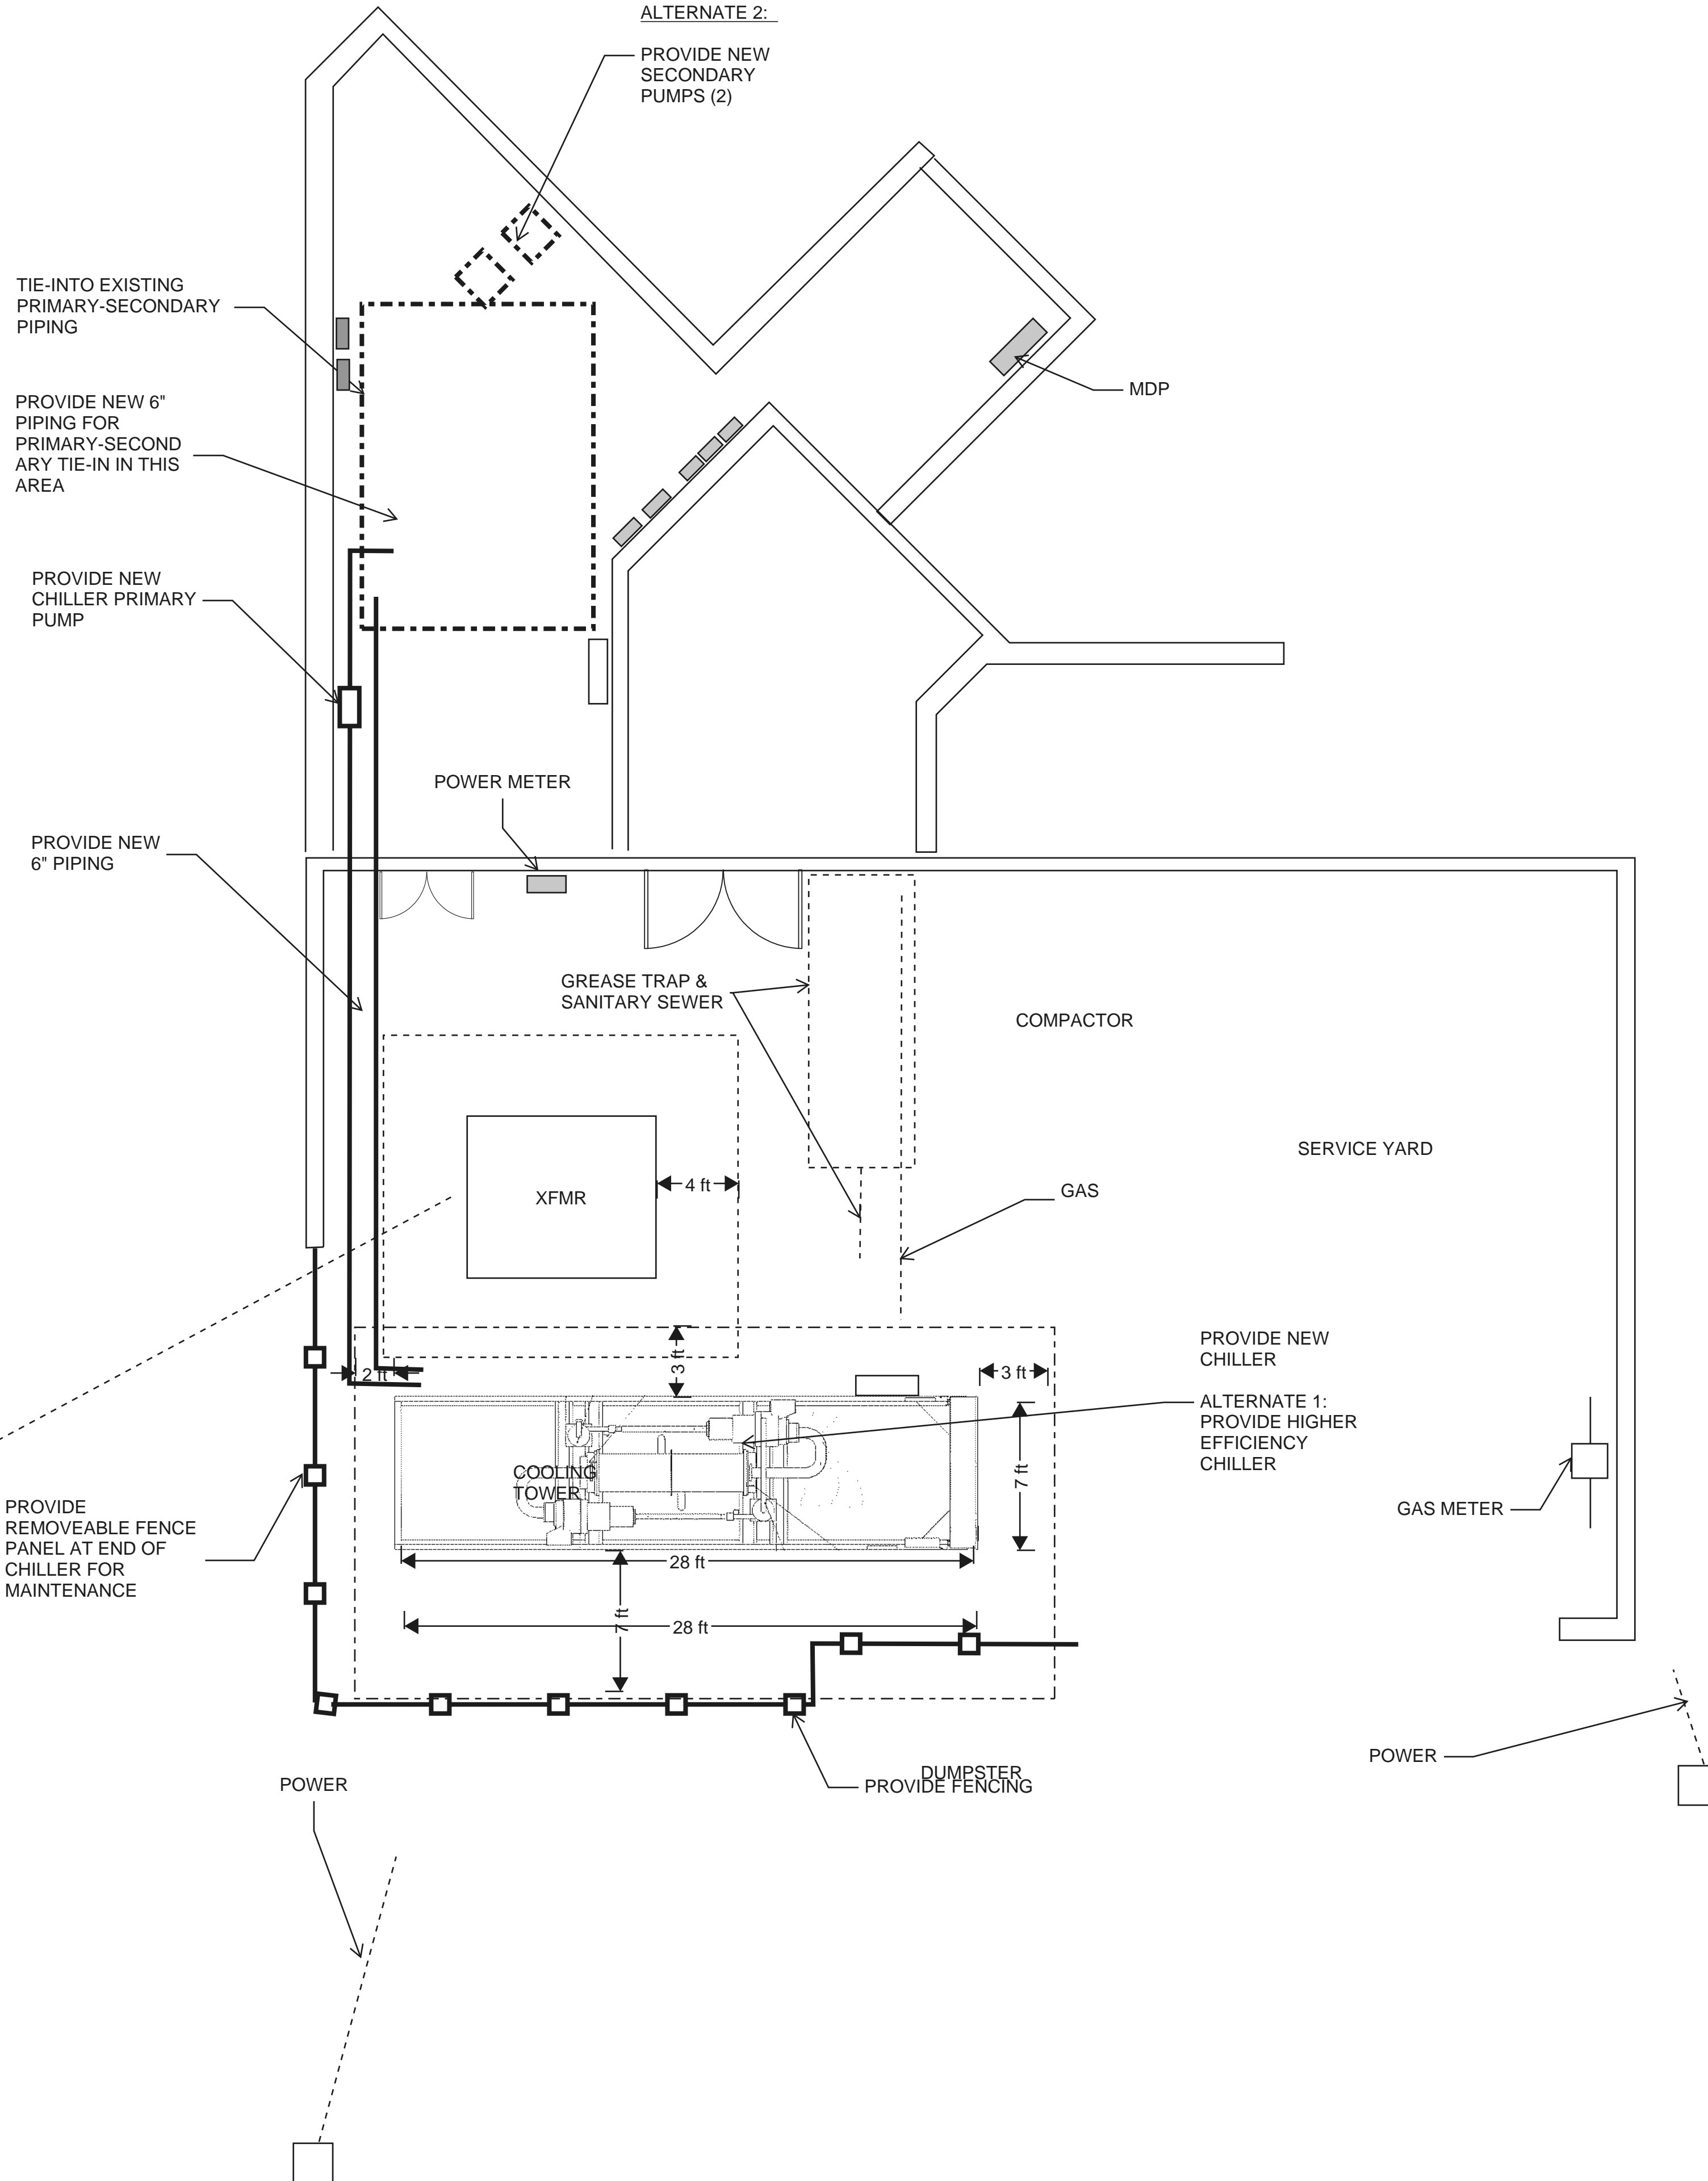 ALTERNATE 2:
PROVIDE NEW
SECONDARY
PUMPS (2)
TIE-INTO EXISTING
PRIMARY-SECONDARY
PIPING
MDP
PROVIDE NEW 6"
PIPING FOR
PRIMARY-SECOND
ARY TIE-IN IN THIS
AREA
PROVIDE NEW
CHILLER PRIMARY
PUMP
POWER METER
PROVIDE NEW
6" PIPING
GREASE TRAP &
SANITARY SEWER
COMPACTOR
SERVICE YARD
XFMR
4 ft
GAS
PROVIDE NEW
CHILLER
2 ft
3 ft
3 ft
ALTERNATE 1:
PROVIDE HIGHER
EFFICIENCY
CHILLER
COOLING
TOWER
7 ft
GAS METER
PROVIDE
REMOVEABLE FENCE
PANEL AT END OF
CHILLER FOR
MAINTENANCE
28 ft
7 ft
28 ft
POWER
DUMPSTER
PROVIDE FENCING
POWER